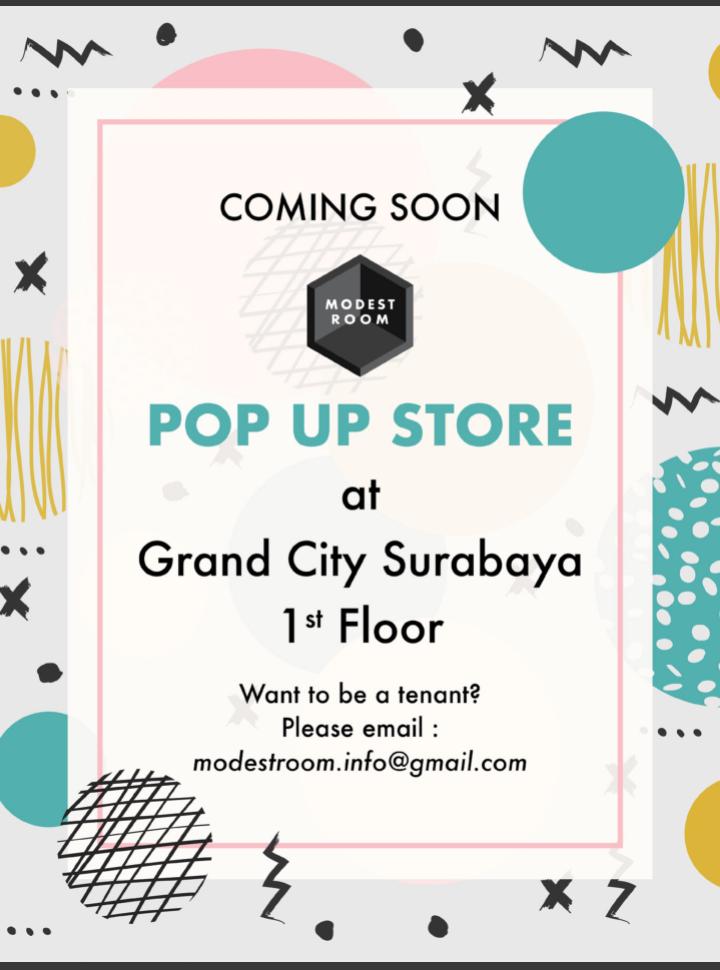 COMING SOON
MODEST
ROOM
POP UP STORE
at
Grand City Surabaya
1st Floor
Want to be a tenant?
Please email :
modestroom.info@gmail.com